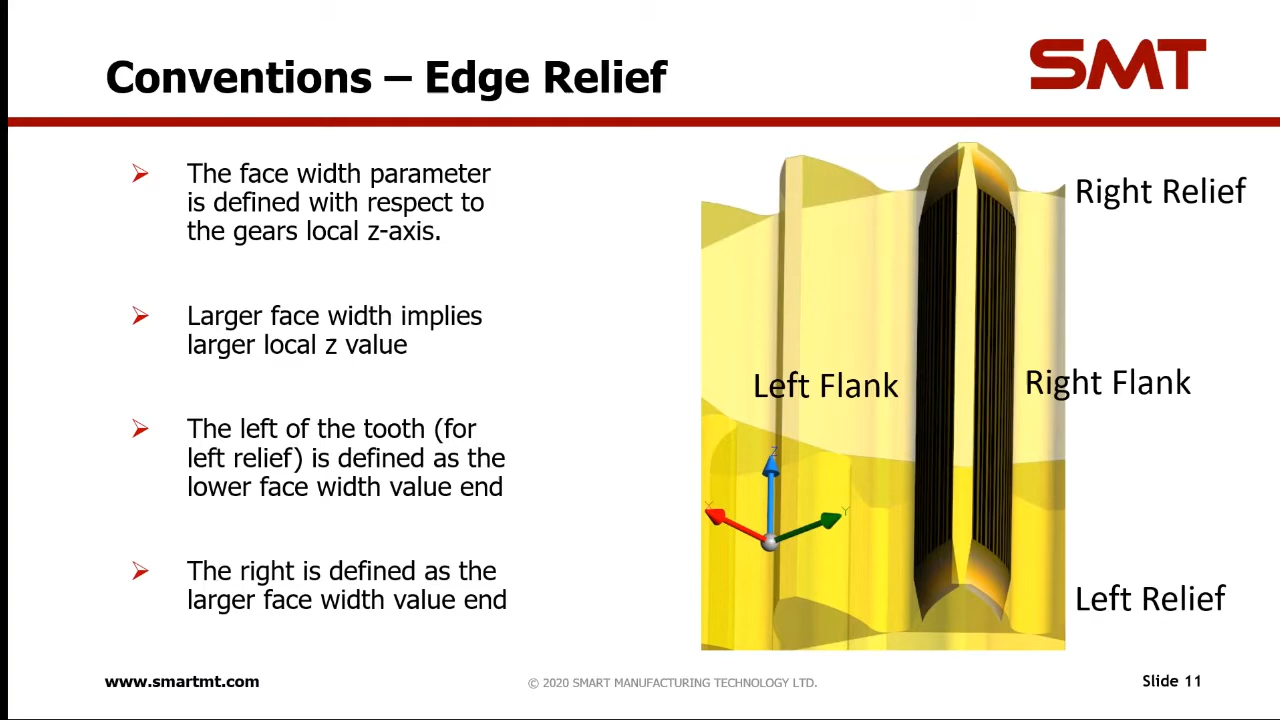 Conventions – Edge Relief
SMT
The face width parameter
is defined with respect to
the gears local z-axis.
Larger face width implies
larger local z value
The left of the tooth (for
left relief) is defined as the
lower face width value end
The right is defined as the
larger face width value end
Right Relief
Left Flank
Right Flank
Z
X
Y
Left Relief
www.smartmt.com
© 2020 SMART MANUFACTURING TECHNOLOGY LTD.
Slide 11